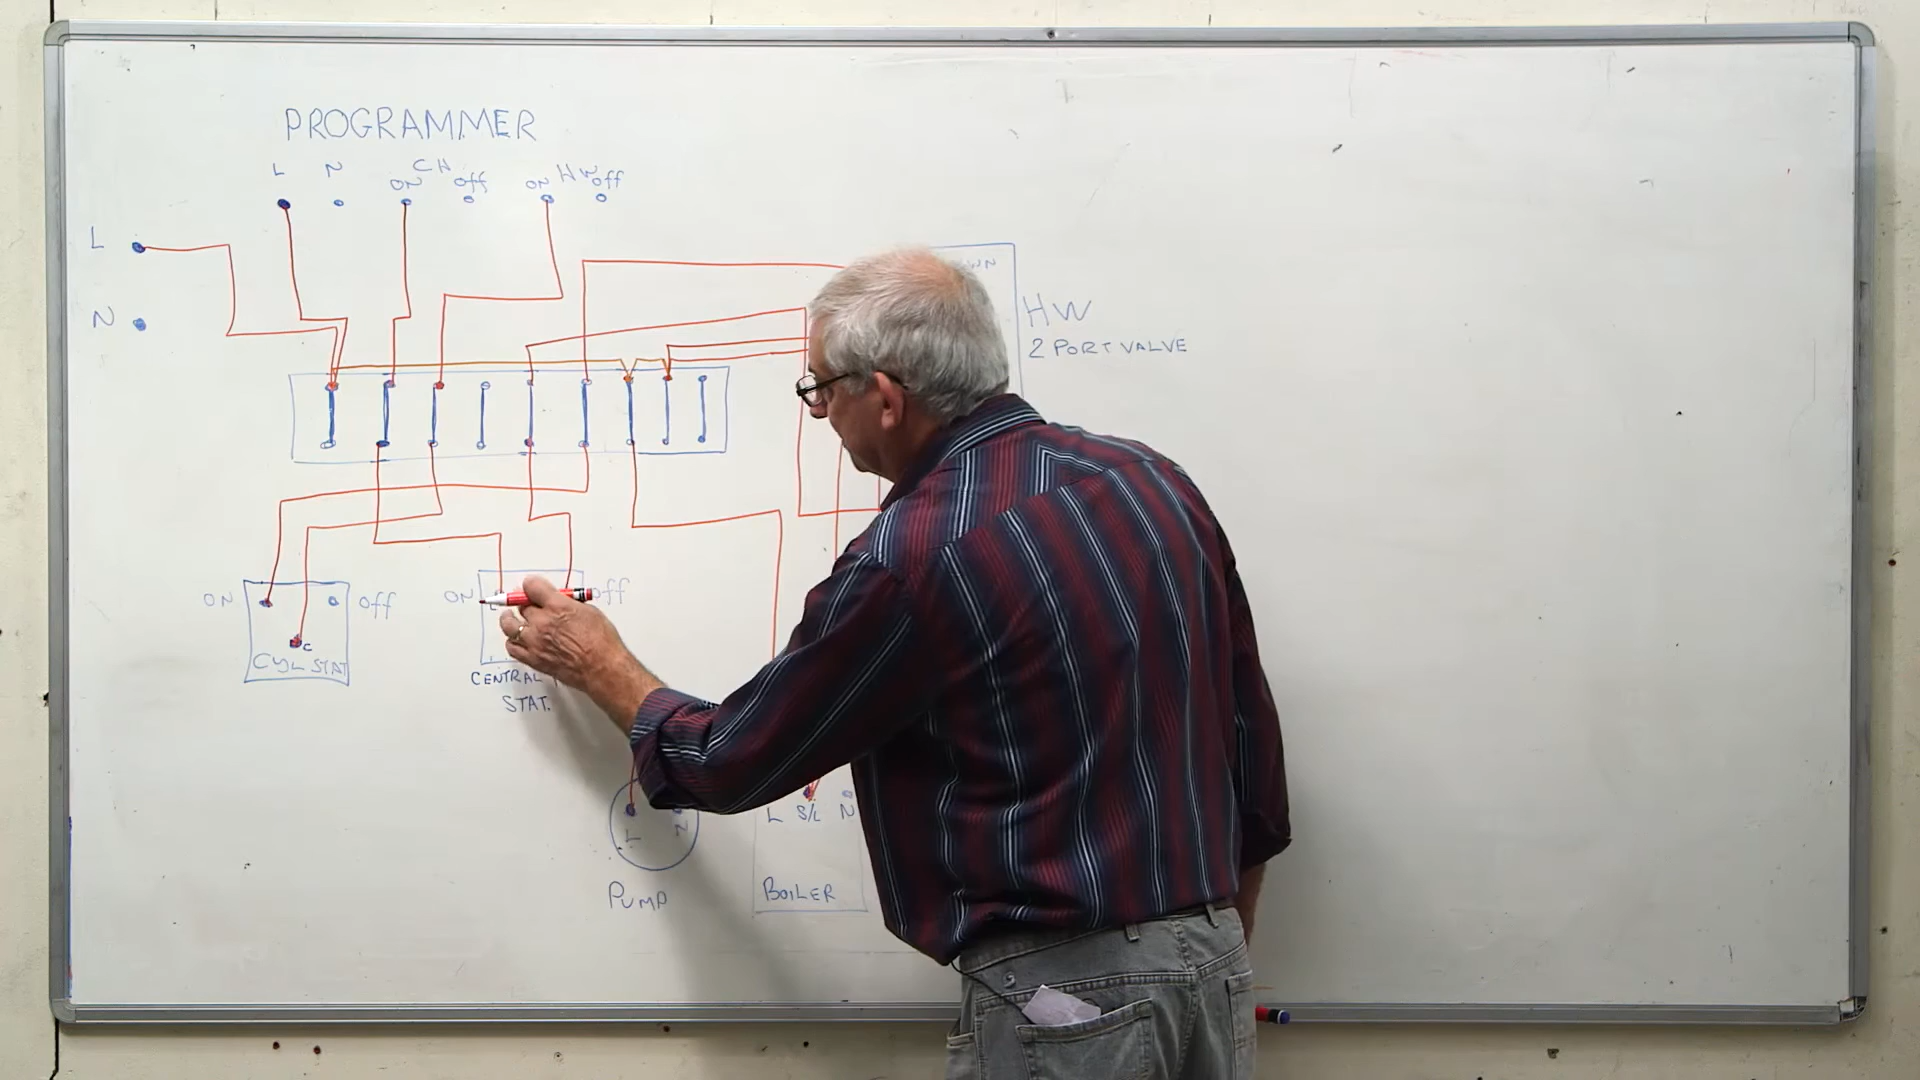 PROGRAMMER
L N CH HW
ON Off ON Off
L
N
HW
2 PORT VALVE
ON Off ON Off
C
CYL STAT
CENTRAL
STAT.
L N
L S/L N
BOILER
PUMP